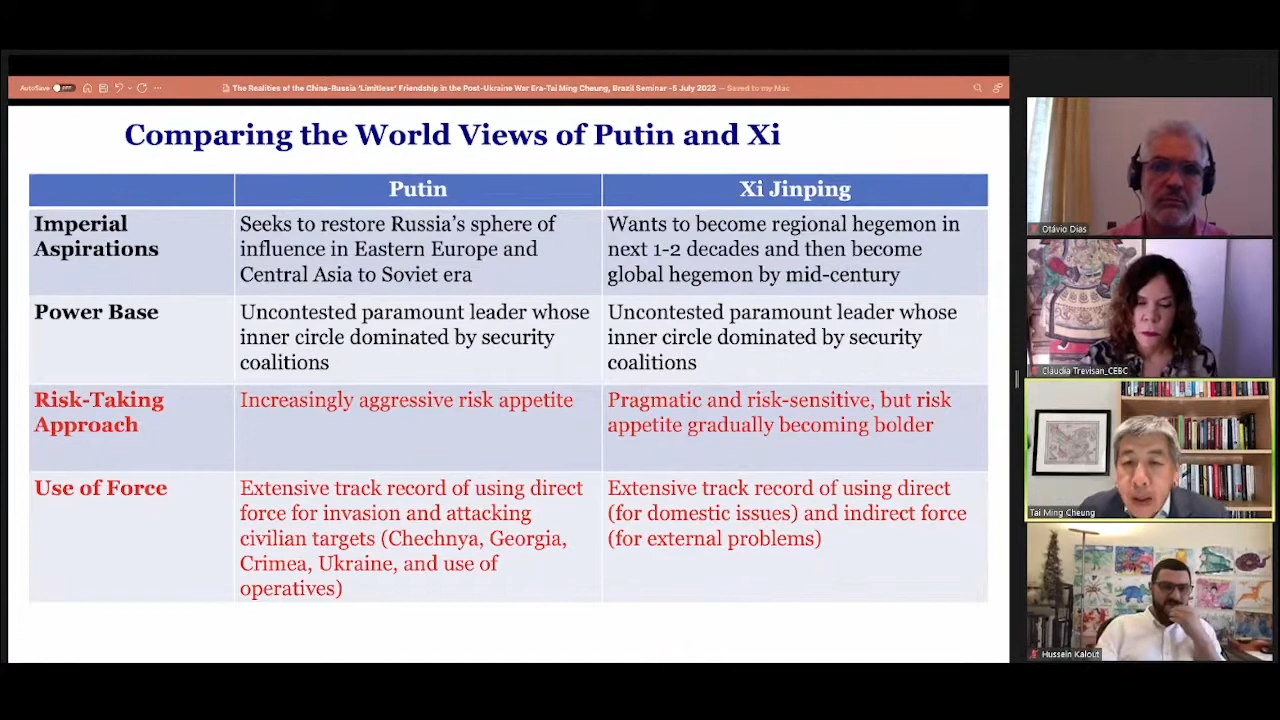 AutoSave OFF
The Realities of the China-Russia 'Limitless' Friendship in the Post-Ukraine War Era-Tai Ming Cheung, Brazil Seminar -5 July 2022 — Saved to my Mac
Comparing the World Views of Putin and Xi
Putin
Xi Jinping
Imperial
Aspirations
Seeks to restore Russia's sphere of
influence in Eastern Europe and
Central Asia to Soviet era
Wants to become regional hegemon in
next 1-2 decades and then become
global hegemon by mid-century
Power Base
Uncontested paramount leader whose
inner circle dominated by security
coalitions
Uncontested paramount leader whose
inner circle dominated by security
coalitions
Risk-Taking
Approach
Increasingly aggressive risk appetite
Pragmatic and risk-sensitive, but risk
appetite gradually becoming bolder
Use of Force
Extensive track record of using direct
force for invasion and attacking
civilian targets (Chechnya, Georgia,
Crimea, Ukraine, and use of
operatives)
Extensive track record of using direct
(for domestic issues) and indirect force
(for external problems)
Otávio Dias
Cláudia Trevisan_CEBC
Tai Ming Cheung
Hussein Kalout